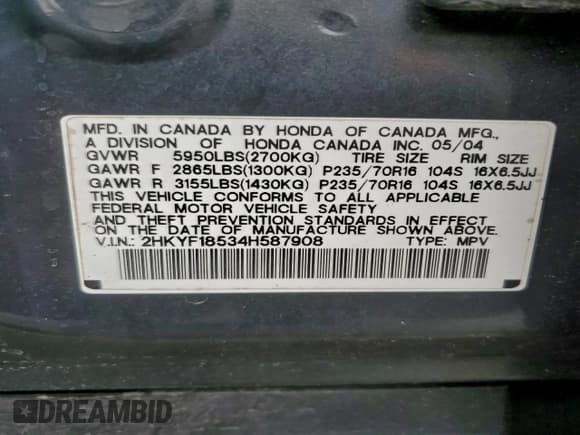 MFD. IN CANADA BY HONDA OF CANADA MFG.,
A DIVISION OF HONDA CANADA INC. 05/04
GVWR 5950LBS(2700KG) TIRE SIZE RIM SIZE
GAWR F 2865LBS(1300KG) P235/70R16 104S 16X6.5JJ
GAWR R 3155LBS(1430KG) P235/70R16 104S 16X6.5JJ
THIS VEHICLE CONFORMS TO ALL APPLICABLE
FEDERAL MOTOR VEHICLE SAFETY
AND THEFT PREVENTION STANDARDS IN EFFECT
ON THE DATE OF MANUFACTURE SHOWN ABOVE.
V.I.N.: 2HKYF18534H587908 TYPE: MPV
DREAMBID